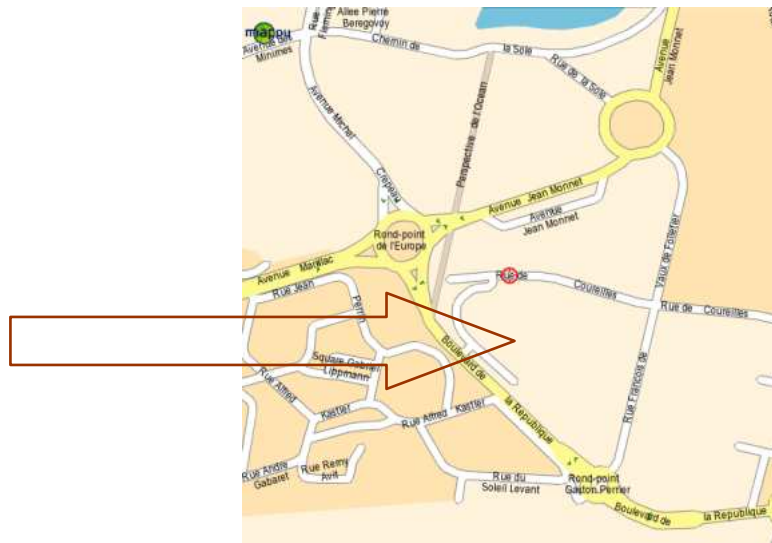 Allee Pierre
Beregovoy
Rue
Fleming
mappy
Avenue des
Minimes
Chemin de
la Sole
Rue de la Sole
Avenue
Jean Monnet
Avenue Michel
Crepeau
Perspective de l'Ocean
Avenue Jean Monnet
Avenue
Jean Monnet
Rond-point
de l'Europe
Vaux de Foletier
Avenue Marillac
Rue Jean
Perrin
Rue de
Coureilles
Rue de Coureilles
Boulevard de
la Republique
Square Gabriel
Lippmann
Rue Alfred
Kastler
Rue Alfred Kastler
Rue Francois de
Rue Andre
Gabaret
Rue Remy
Avit
Rue du
Soleil Levant
Rond-point
Gaston Perrier
Boulevard de
la Republique